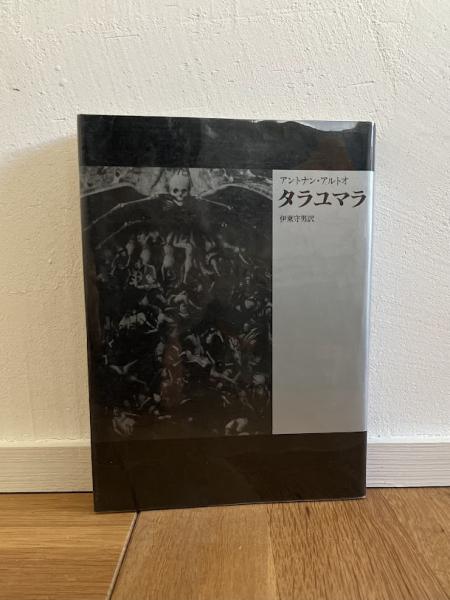 アントナン・アルトオ
タラユマラ
伊東守男訳